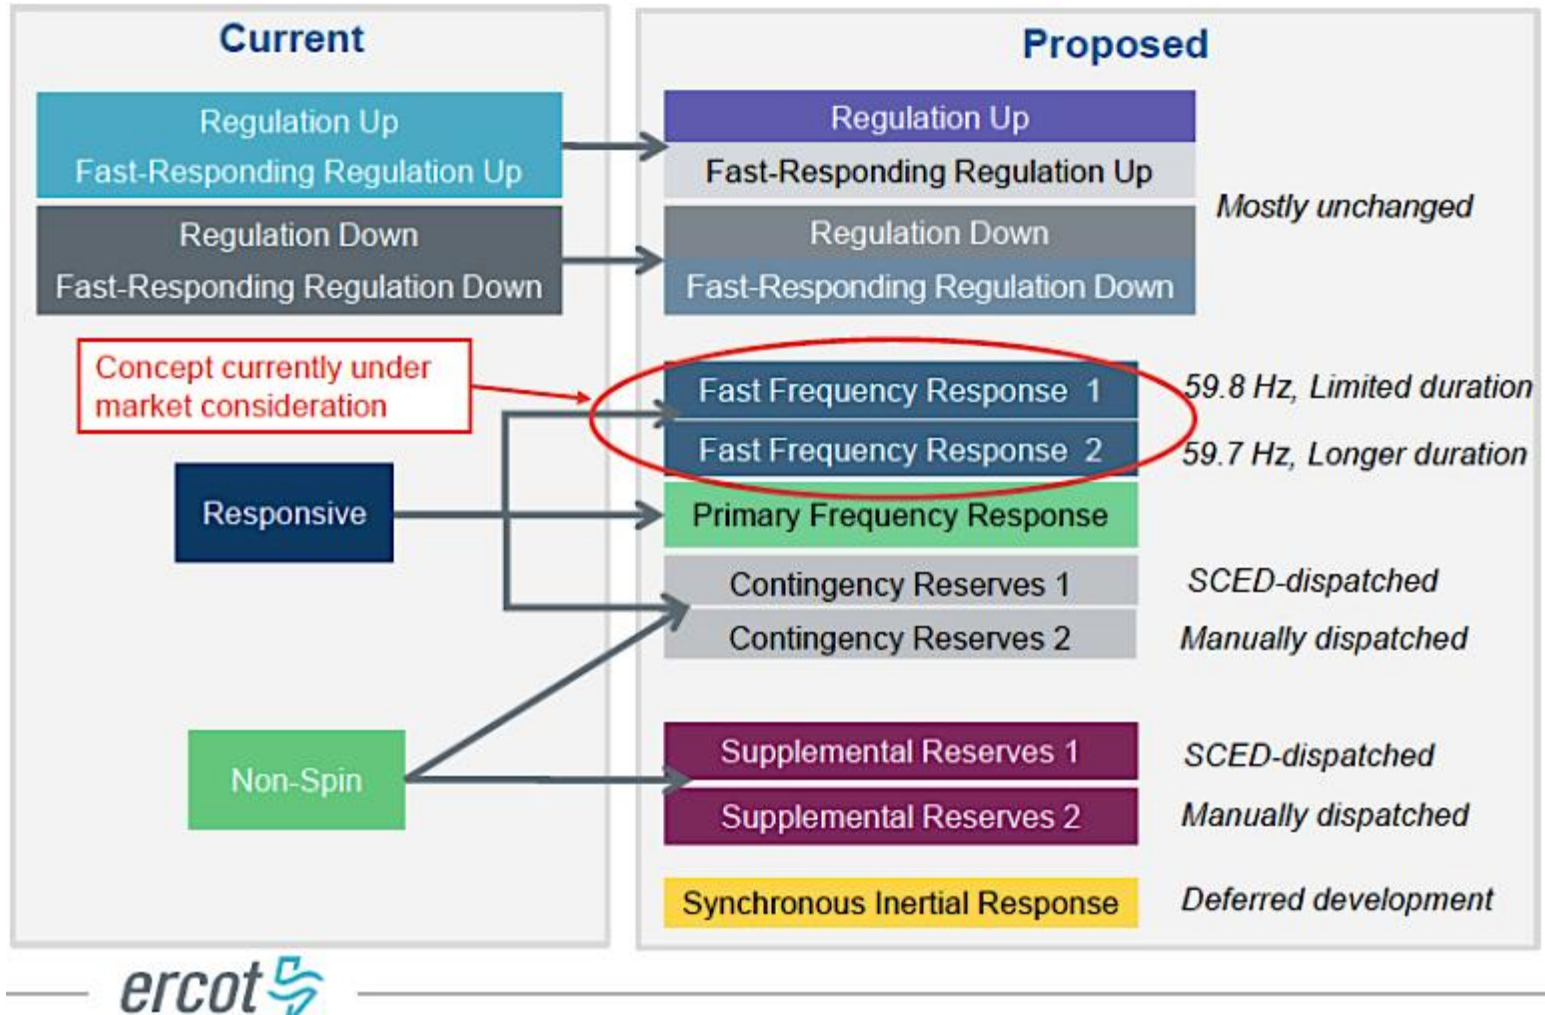 Current
Regulation Up
Fast-Responding Regulation Up
Regulation Down
Fast-Responding Regulation Down
Concept currently under
market consideration
Responsive
Non-Spin
Proposed
Regulation Up
Fast-Responding Regulation Up
Regulation Down
Fast-Responding Regulation Down
Mostly unchanged
Fast Frequency Response 1
59.8 Hz, Limited duration
Fast Frequency Response 2
59.7 Hz, Longer duration
Primary Frequency Response
Contingency Reserves 1
SCED-dispatched
Contingency Reserves 2
Manually dispatched
Supplemental Reserves 1
SCED-dispatched
Supplemental Reserves 2
Manually dispatched
Synchronous Inertial Response
Deferred development
ercot